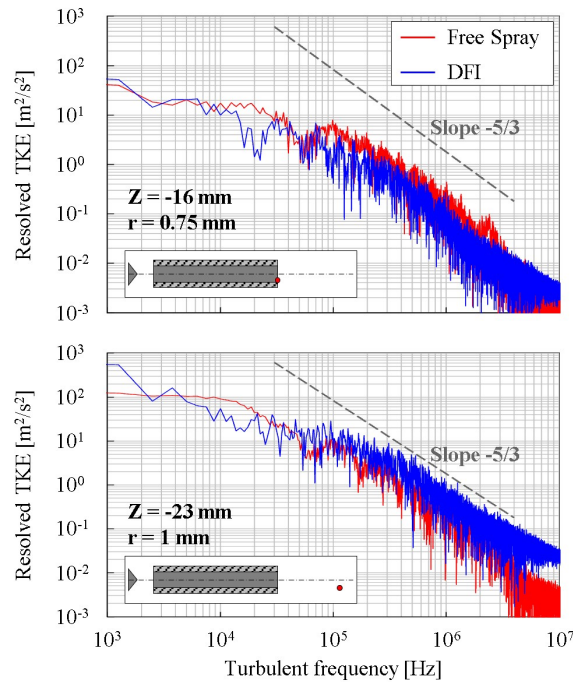 10³
10²
10¹
10⁰
10⁻¹
10⁻²
10⁻³
Resolved TKE [m²/s²]
Free Spray
DFI
Slope -5/3
Z = -16 mm
r = 0.75 mm
10³
10²
10¹
10⁰
10⁻¹
10⁻²
10⁻³
Resolved TKE [m²/s²]
Slope -5/3
Z = -23 mm
r = 1 mm
10³ 10⁴ 10⁵ 10⁶ 10⁷
Turbulent frequency [Hz]